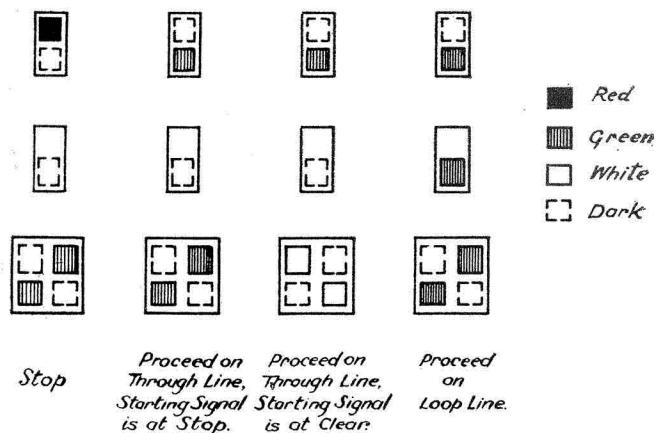 Red
Green
White
Dark
Stop
Proceed on
Through Line,
Starting Signal
is at Stop.
Proceed on
Through Line,
Starting Signal
is at Clear.
Proceed
on
Loop Line.